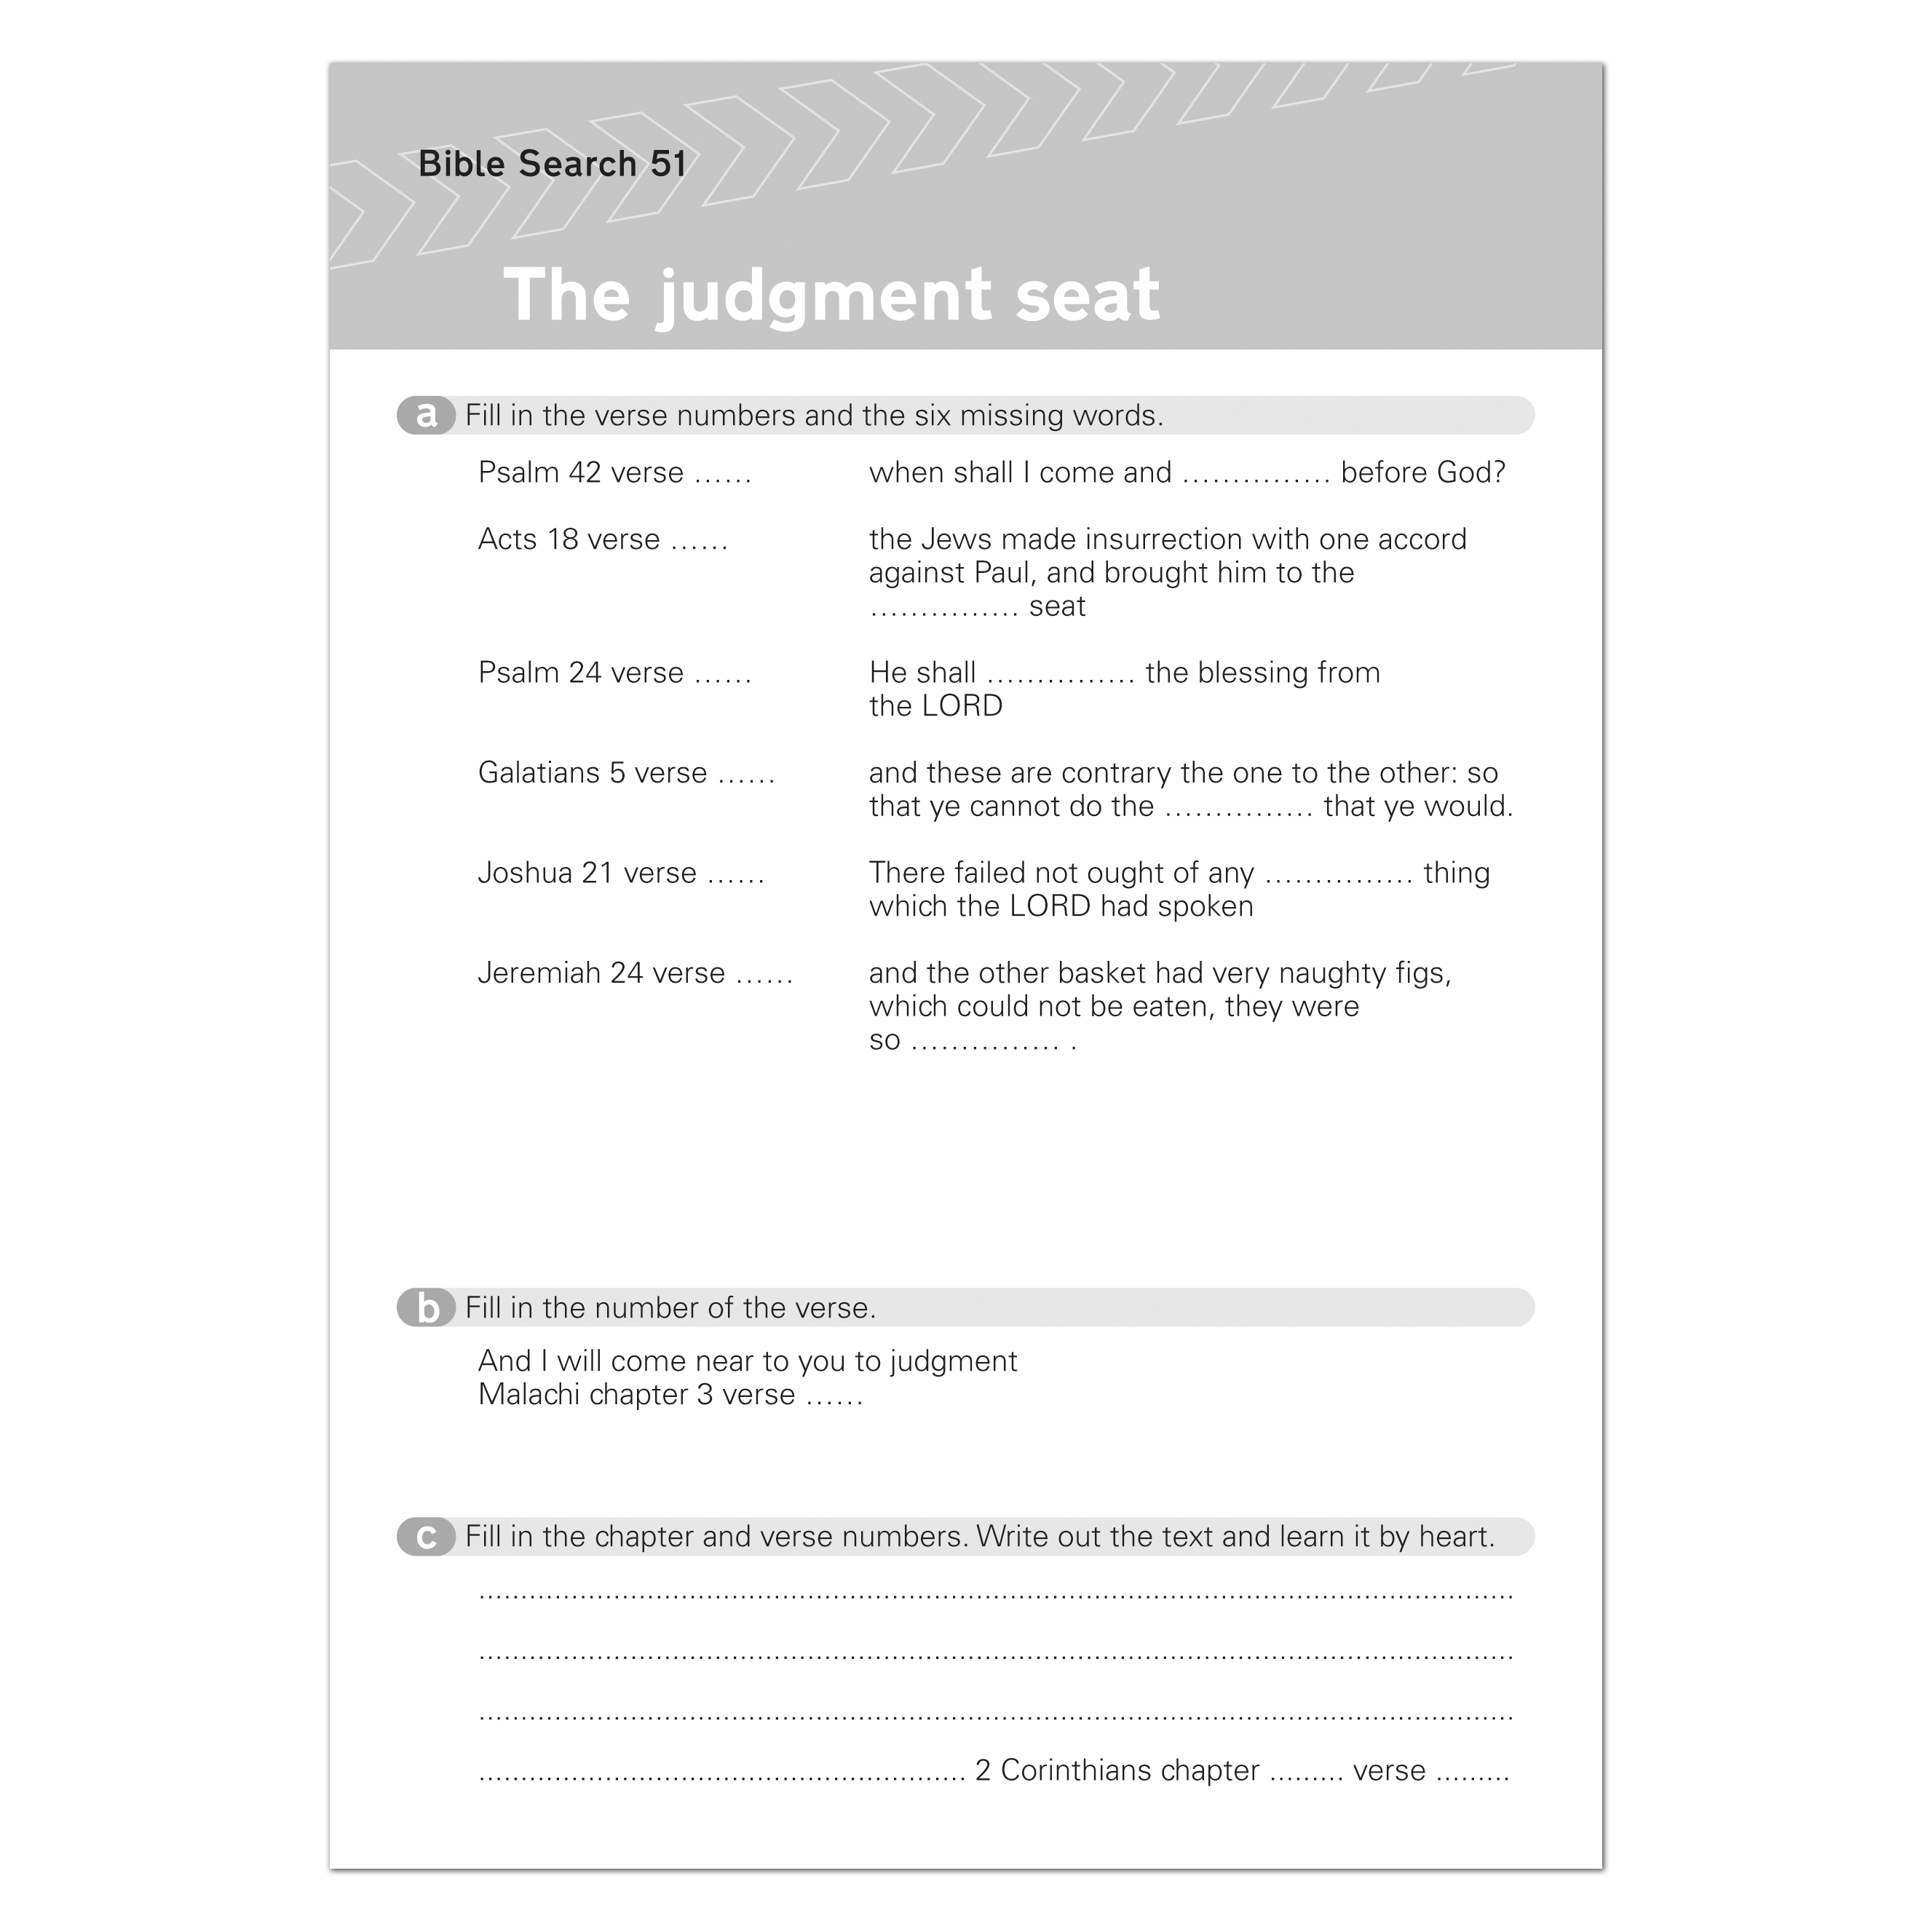 Bible Search 51
The judgment seat
a Fill in the verse numbers and the six missing words.
Psalm 42 verse ...... when shall I come and ............... before God?
Acts 18 verse ...... the Jews made insurrection with one accord
against Paul, and brought him to the
............... seat
Psalm 24 verse ...... He shall ............... the blessing from
the LORD
Galatians 5 verse ...... and these are contrary the one to the other: so
that ye cannot do the ............... that ye would.
Joshua 21 verse ...... There failed not ought of any ............... thing
which the LORD had spoken
Jeremiah 24 verse ...... and the other basket had very naughty figs,
which could not be eaten, they were
so ............... .
b Fill in the number of the verse.
And I will come near to you to judgment
Malachi chapter 3 verse ......
c Fill in the chapter and verse numbers. Write out the text and learn it by heart.
2 Corinthians chapter ......... verse .........